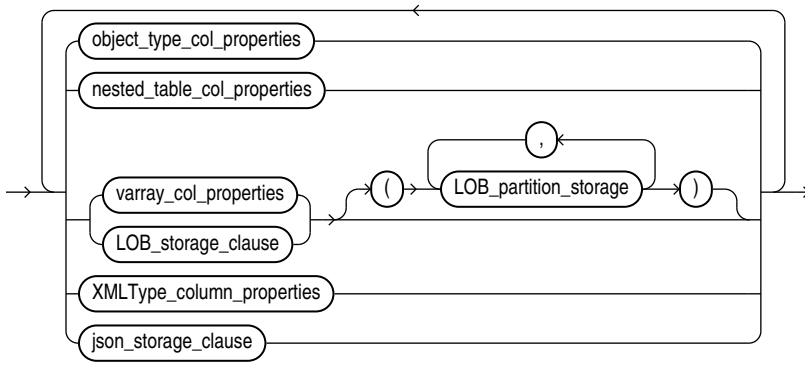 object_type_col_properties
nested_table_col_properties
,
varray_col_properties
( LOB_partition_storage )
LOB_storage_clause
XMLType_column_properties
json_storage_clause